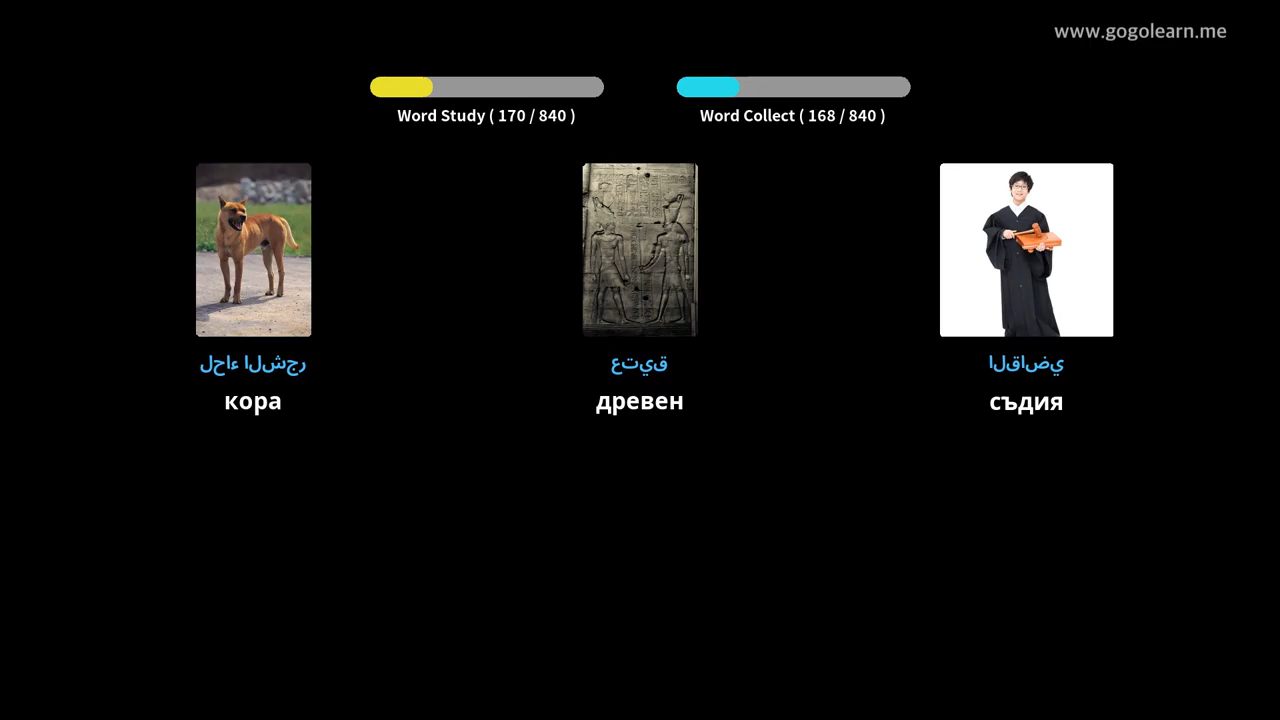 www.gogolearn.me
Word Study ( 170 / 840 )
Word Collect ( 168 / 840 )
لحاء الشجر
عتيق
القاضي
кора
древен
съдия